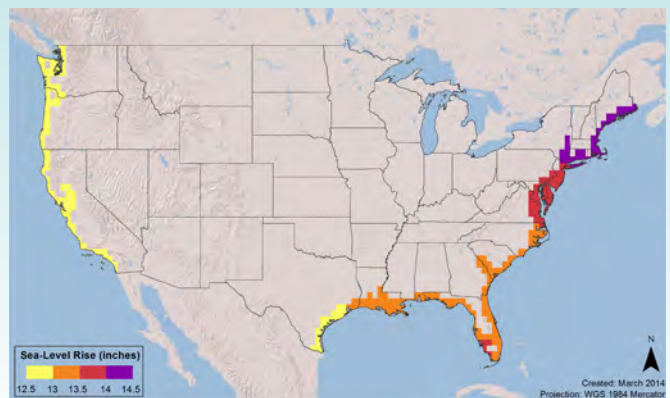 Sea-Level Rise (inches)
12.5 13 13.5 14 14.5
N
Created: March 2014
Projection: WGS 1984 Mercator